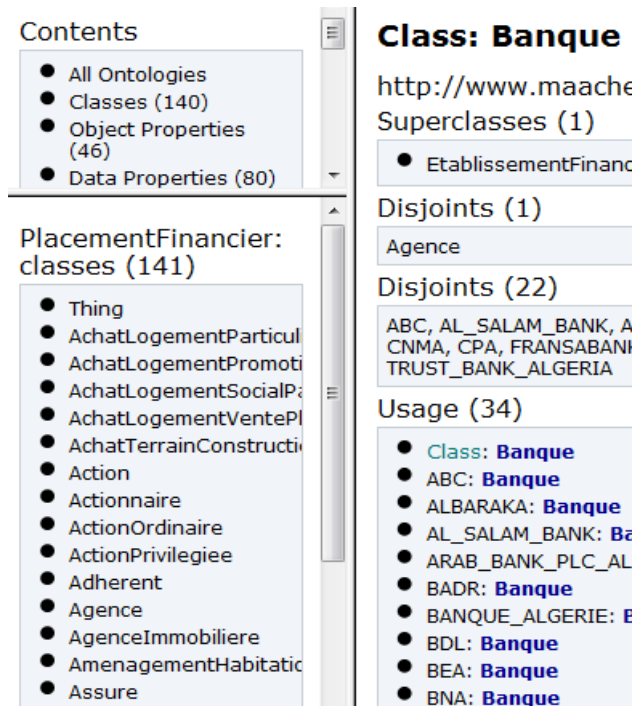 Contents
All Ontologies
Classes (140)
Object Properties
(46)
Data Properties (80)
PlacementFinancier:
classes (141)
Thing
AchatLogementParticul
AchatLogementPromoti
AchatLogementSocialPa
AchatLogementVentePl
AchatTerrainConstructi
Action
Actionnaire
ActionOrdinaire
ActionPrivilegiee
Adherent
Agence
AgenceImmobiliere
AmenagementHabitatic
Assure
Class: Banque
http://www.maache
Superclasses (1)
EtablissementFinanc
Disjoints (1)
Agence
Disjoints (22)
ABC, AL_SALAM_BANK, A
CNMA, CPA, FRANSABANK
TRUST_BANK_ALGERIA
Usage (34)
Class: Banque
ABC: Banque
ALBARAKA: Banque
AL_SALAM_BANK: Ba
ARAB_BANK_PLC_AL
BADR: Banque
BANQUE_ALGERIE: B
BDL: Banque
BEA: Banque
BNA: Banque